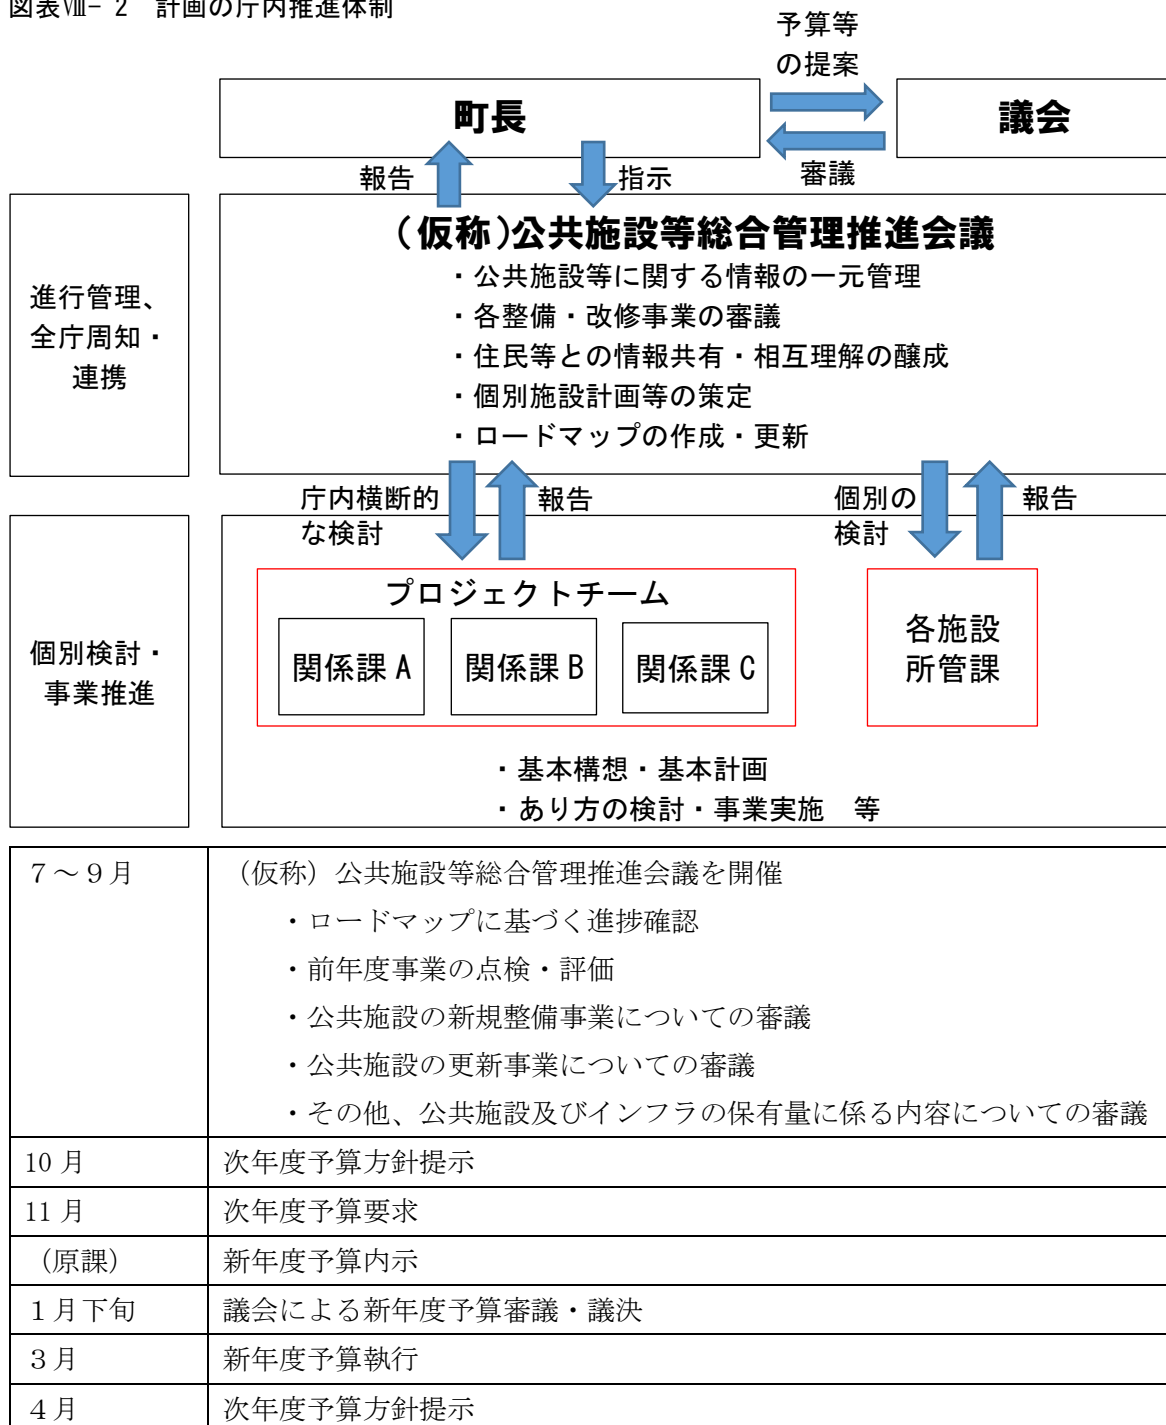 図表Ⅷ-2 計画の庁内推進体制
予算等
の提案
町長
議会
審議
報告
指示
進行管理、
全庁周知・
連携
(仮称)公共施設等総合管理推進会議
・公共施設等に関する情報の一元管理
・各整備・改修事業の審議
・住民等との情報共有・相互理解の醸成
・個別施設計画等の策定
・ロードマップの作成・更新
庁内横断的
な検討
報告
個別の
検討
報告
個別検討・
事業推進
プロジェクトチーム
関係課A
関係課B
関係課C
各施設
所管課
・基本構想・基本計画
・あり方の検討・事業実施 等
7～9月 (仮称)公共施設等総合管理推進会議を開催
・ロードマップに基づく進捗確認
・前年度事業の点検・評価
・公共施設の新規整備事業についての審議
・公共施設の更新事業についての審議
・その他、公共施設及びインフラの保有量に係る内容についての審議
10月 次年度予算方針提示
11月 次年度予算要求
(原課) 新年度予算内示
1月下旬 議会による新年度予算審議・議決
3月 新年度予算執行
4月 次年度予算方針提示